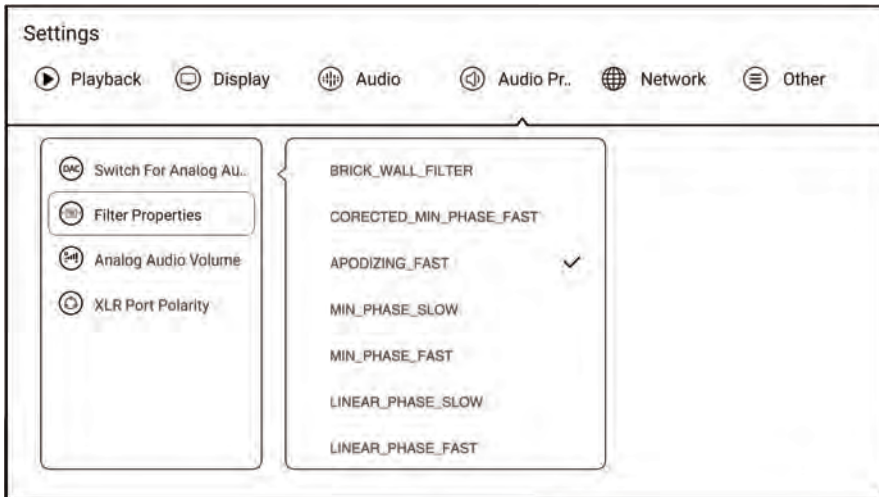 Settings
Playback
Display
Audio
Audio Pr..
Network
Other
DAC
Switch For Analog Au..
Filter Properties
Analog Audio Volume
XLR Port Polarity
BRICK_WALL_FILTER
CORECTED_MIN_PHASE_FAST
APODIZING_FAST
MIN_PHASE_SLOW
MIN_PHASE_FAST
LINEAR_PHASE_SLOW
LINEAR_PHASE_FAST